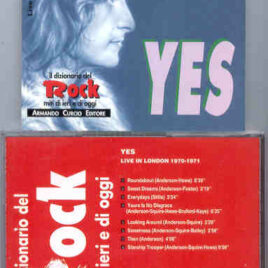 Live
YES
il dizionario del
Rock
miti di ieri e di oggi
ARMANDO CURCIO EDITORE
zionario del
ock
ieri e di oggi
YES
LIVE IN LONDON 1970-1971
Roundabout (Anderson-Howe)
Sweet Dreams (Anderson-Foster)
Everydays (Stills)
Yours Is No Disgrace
(Anderson-Squire-Howe-Bruford-Kaye)
Looking Around (Anderson-Squire)
Sweetness (Anderson-Squire-Bailey)
Then (Anderson)
Starship Trooper (Anderson-Squire-Howe)